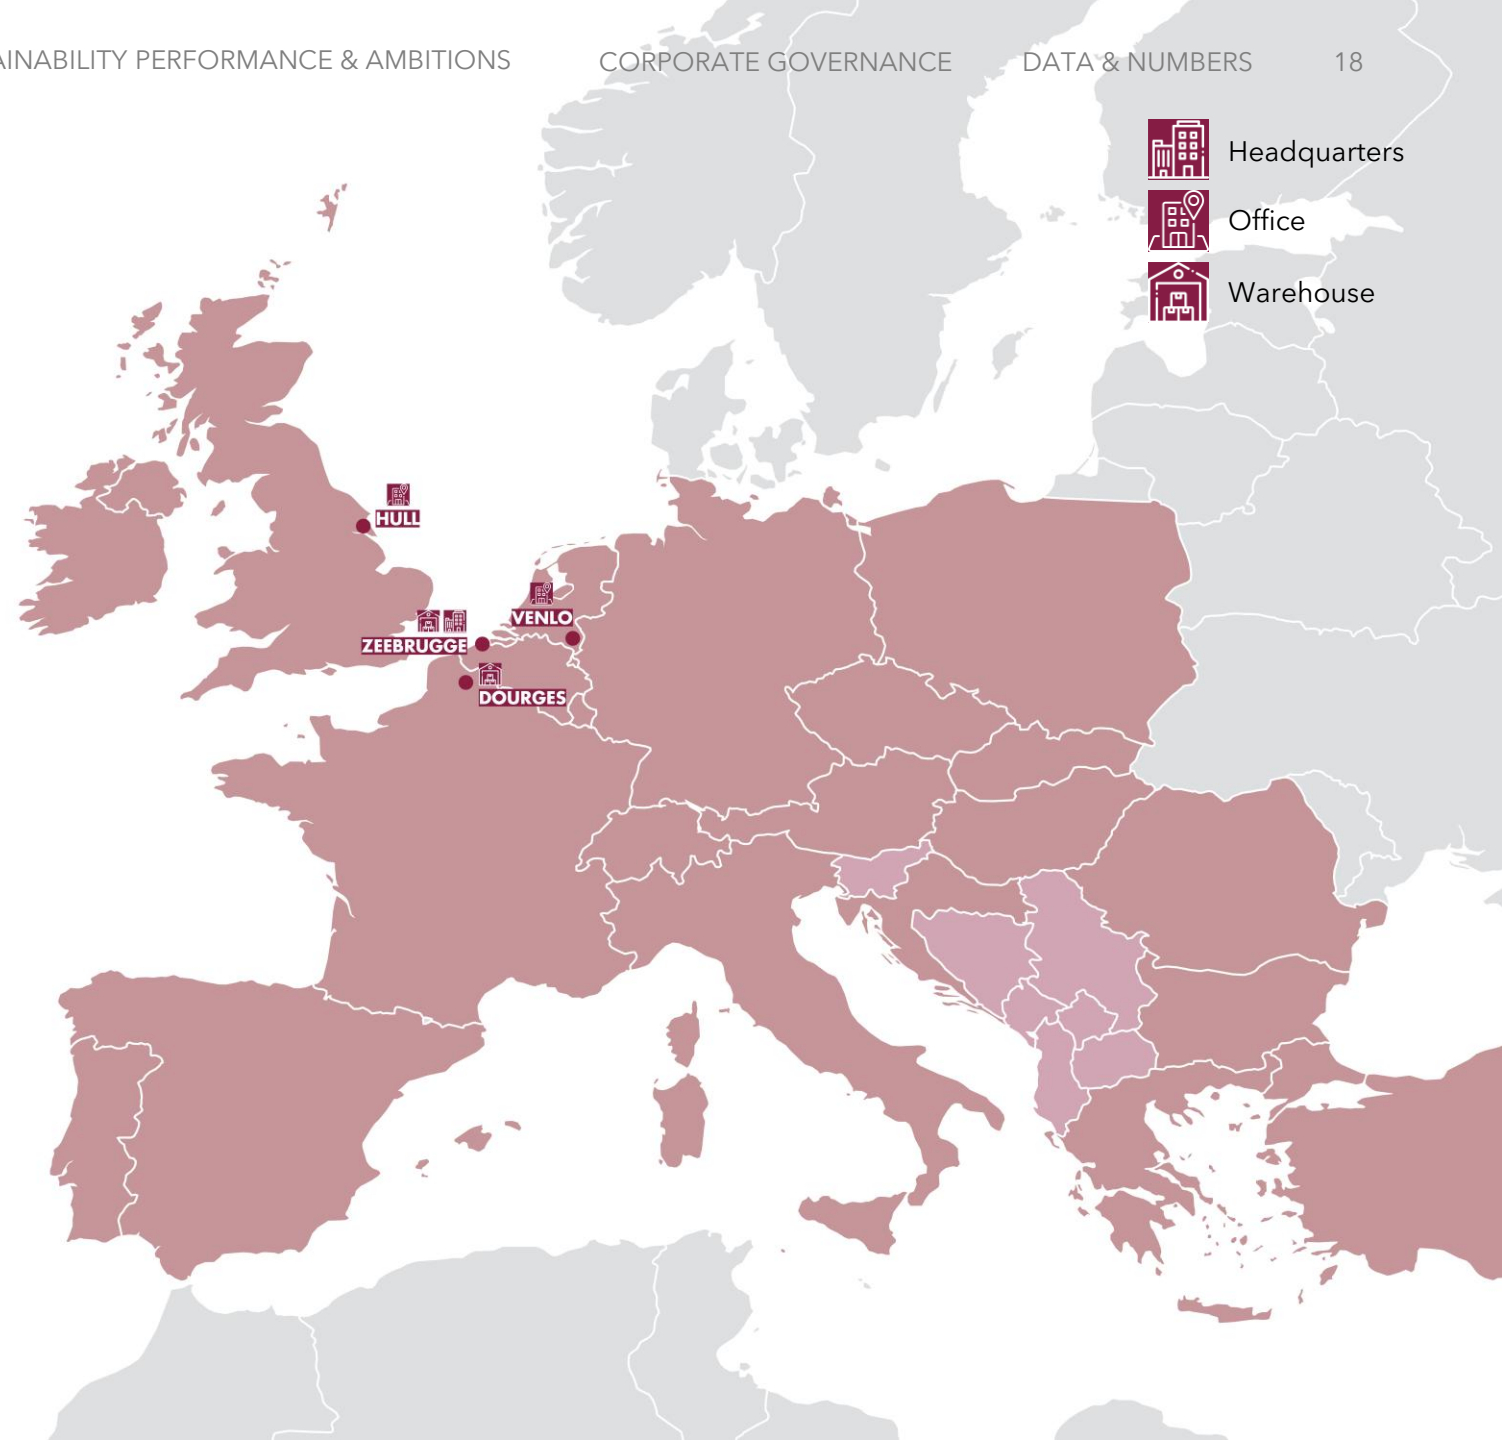 AINABILITY PERFORMANCE & AMBITIONS
CORPORATE GOVERNANCE
DATA & NUMBERS
18
Headquarters
Office
Warehouse
HULL
VENLO
ZEEBRUGGE
DOURGES